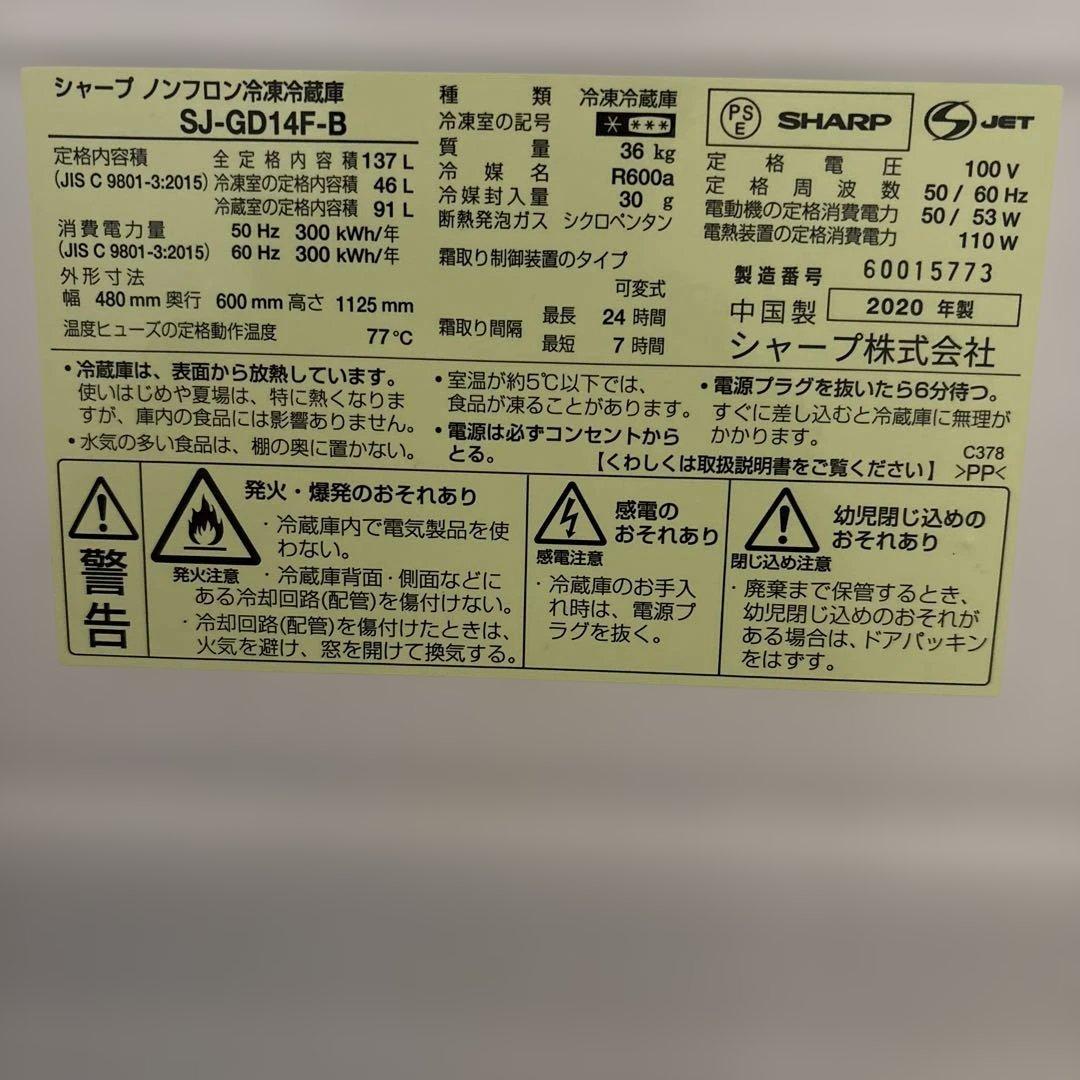 シャープ ノンフロン冷凍冷蔵庫
SJ-GD14F-B
定格内容積 全定格内容積 137 L
(JIS C 9801-3:2015) 冷凍室の定格内容積 46 L
冷蔵室の定格内容積 91 L
消費電力量 50 Hz 300 kWh/年
(JIS C 9801-3:2015) 60 Hz 300 kWh/年
外形寸法
幅 480 mm 奥行 600 mm 高さ 1125 mm
温度ヒューズの定格動作温度 77℃
種類 冷凍冷蔵庫
冷凍室の記号 * ***
質量 36 kg
冷媒名 R600a
冷媒封入量 30 g
断熱発泡ガス シクロペンタン
霜取り制御装置のタイプ
可変式
霜取り間隔 最長 24 時間
最短 7 時間
PSE SHARP S JET
定格電圧 100 V
定格周波数 50 / 60 Hz
電動機の定格消費電力 50 / 53 W
電熱装置の定格消費電力 110 W
製造番号 60015773
中国製 2020 年製
シャープ株式会社
・冷蔵庫は、表面から放熱しています。
使いはじめや夏場は、特に熱くなりま
すが、庫内の食品には影響ありません。
・水気の多い食品は、棚の奥に置かない。
・室温が約5℃以下では、
食品が凍ることがあります。
・電源は必ずコンセントから
とる。
・電源プラグを抜いたら6分待つ。
すぐに差し込むと冷蔵庫に無理が
かかります。
C378
【くわしくは取扱説明書をご覧ください】 >PP<
警告
発火・爆発のおそれあり
発火注意
・冷蔵庫内で電気製品を使
わない。
・冷蔵庫背面・側面などに
ある冷却回路(配管)を傷付けない。
・冷却回路(配管)を傷付けたときは、
火気を避け、窓を開けて換気する。
感電の
おそれあり
感電注意
・冷蔵庫のお手入
れ時は、電源プ
ラグを抜く。
幼児閉じ込めの
おそれあり
閉じ込め注意
・廃棄まで保管するとき、
幼児閉じ込めのおそれが
ある場合は、ドアパッキン
をはずす。